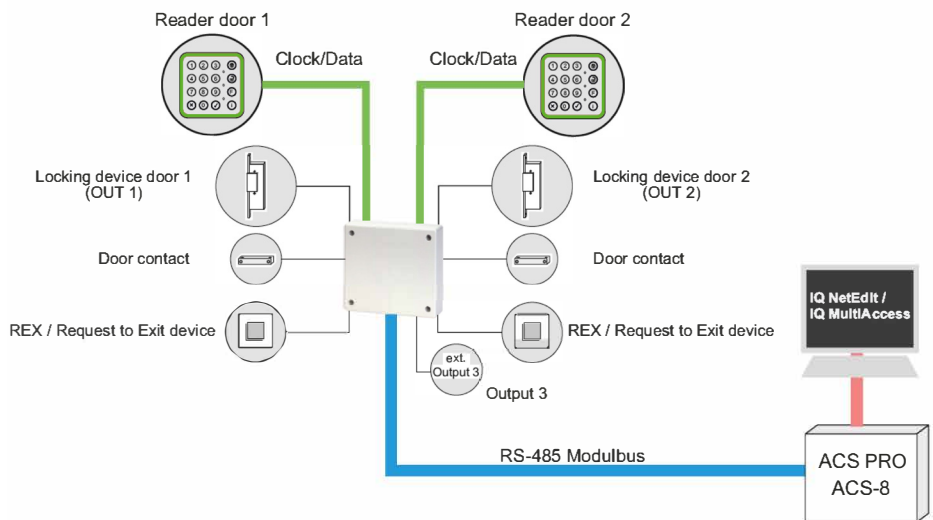 Reader door 1
Reader door 2
Clock/Data
Clock/Data
Locking device door 1
(OUT 1)
Locking device door 2
(OUT 2)
Door contact
Door contact
REX / Request to Exit device
REX / Request to Exit device
ext.
Output 3
Output 3
IQ NetEdit /
IQ MultiAccess
RS-485 Modulbus
ACS PRO
ACS-8